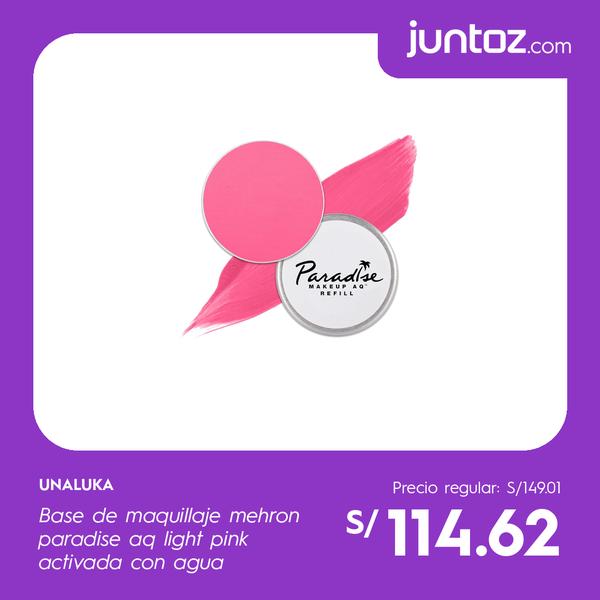 juntoz.com
Paradise
MAKEUP AQ™
REFILL
UNALUKA
Base de maquillaje mehron
paradise aq light pink
activada con agua
Precio regular: S/149.01
S/114.62